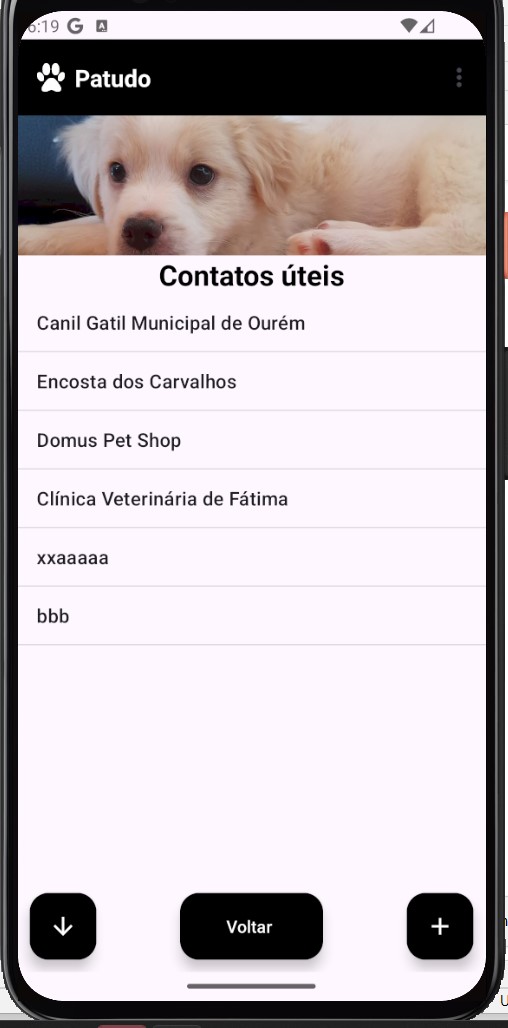 6:19 G A
Patudo
Contatos úteis
Canil Gatil Municipal de Ourém
Encosta dos Carvalhos
Domus Pet Shop
Clínica Veterinária de Fátima
xxaaaaa
bbb
Voltar